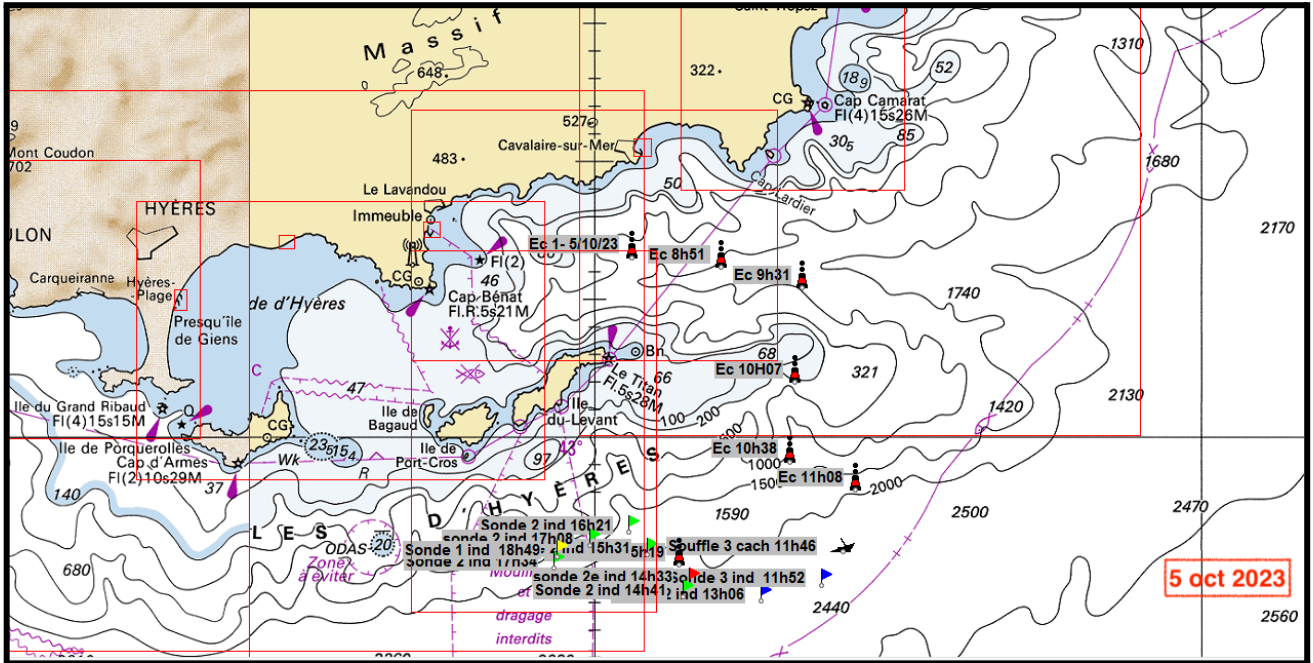 Saint Tropez
Massif
648
322
1310
52
18₉
CG
Cap Camarat
Fl(4)15s26M
30₅
85
527
Cavalaire-sur-Mer
483
Mont Coudon
702
1680
Le Lavandou
50
Cap Lardier
HYÈRES
Immeuble
ULON
2170
Ec 1- 5/10/23
Ec 8h51
Fl(2)
Ec 9h31
46
CG
Cap Bénat
Fl.R.5s21M
Carqueiranne
Hyères-
Plage
de d'Hyères
1740
Presqu'île
de Giens
Bn
68
Le Titan
Fl.5s28M
66
Ec 10H07
321
C
47
100
200
2130
1420
Ile du Grand Ribaud
Fl(4)15s15M
Q
Ile de
Bagaud
Ile
du-Levant
CG
Ile de Porquerolles
Cap d'Armes
Fl(2)10s29M
23₅
15₄
Wk
R
Ile de
Port-Cros
97
43°
Ec 10h38
1000
1500
Ec 11h08
2000
37
140
1590
2500
2470
LES D'HYÈRES
Sonde 2 ind 16h21
sonde 2 ind 17h08
Sonde 1 ind 18h49
2 ind 15h31
5h19
Souffle 3 cach 11h46
Sonde 2 ind 17h34
ODAS
20
Zone
à éviter
680
sonde 2e ind 14h33
Sonde 3 ind 11h52
Sonde 2 ind 14h41
2 ind 13h06
5 oct 2023
2440
et
dragage
interdits
2560